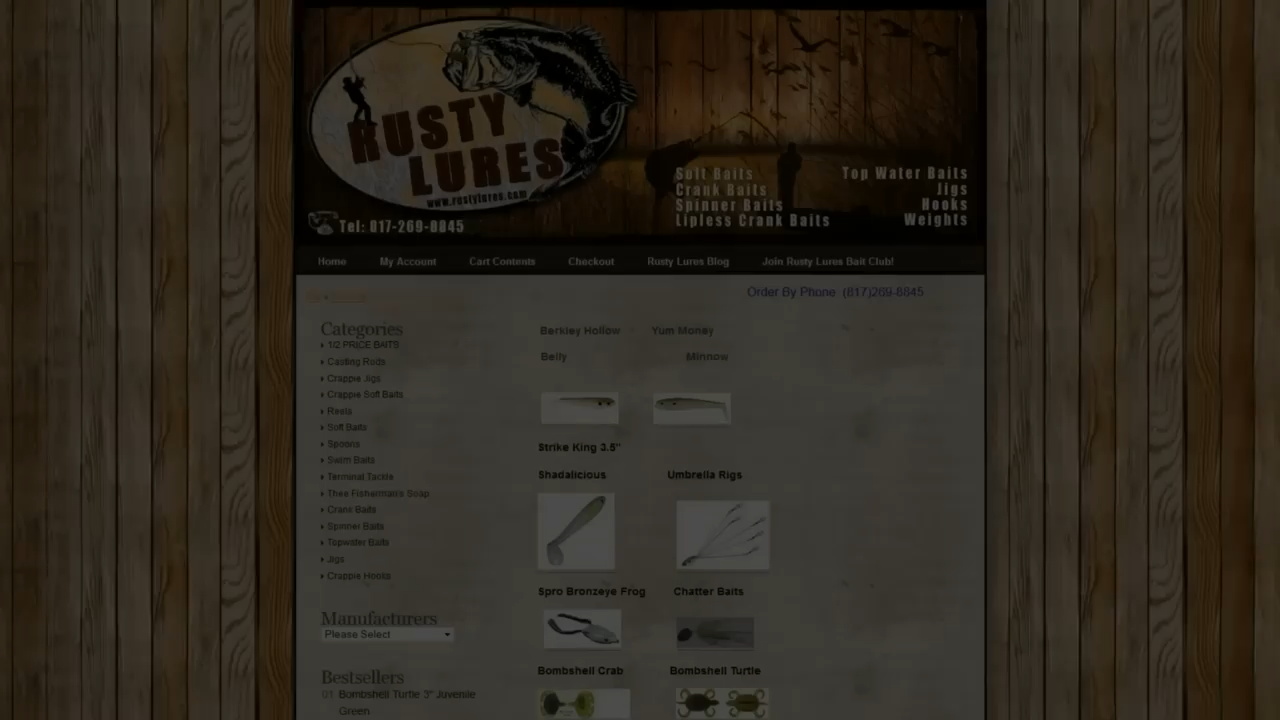 RUSTY
LURES
www.rustylures.com
Tel: 817-269-8845
Soft Baits
Crank Baits
Spinner Baits
Lipless Crank Baits
Top Water Baits
Jigs
Hooks
Weights
Home
My Account
Cart Contents
Checkout
Rusty Lures Blog
Join Rusty Lures Bait Club!
Order By Phone (817)269-8845
Categories
1/2 PRICE BAITS
Casting Rods
Crappie Jigs
Crappie Soft Baits
Reels
Soft Baits
Spoons
Swim Baits
Terminal Tackle
Thee Fisherman's Soap
Crank Baits
Spinner Baits
Topwater Baits
Jigs
Crappie Hooks
Manufacturers
Please Select
Bestsellers
01 Bombshell Turtle 3" Juvenile
Green
Berkley Hollow Yum Money
Belly Minnow
Strike King 3.5"
Shadalicious Umbrella Rigs
Spro Bronzeye Frog Chatter Baits
Bombshell Crab Bombshell Turtle